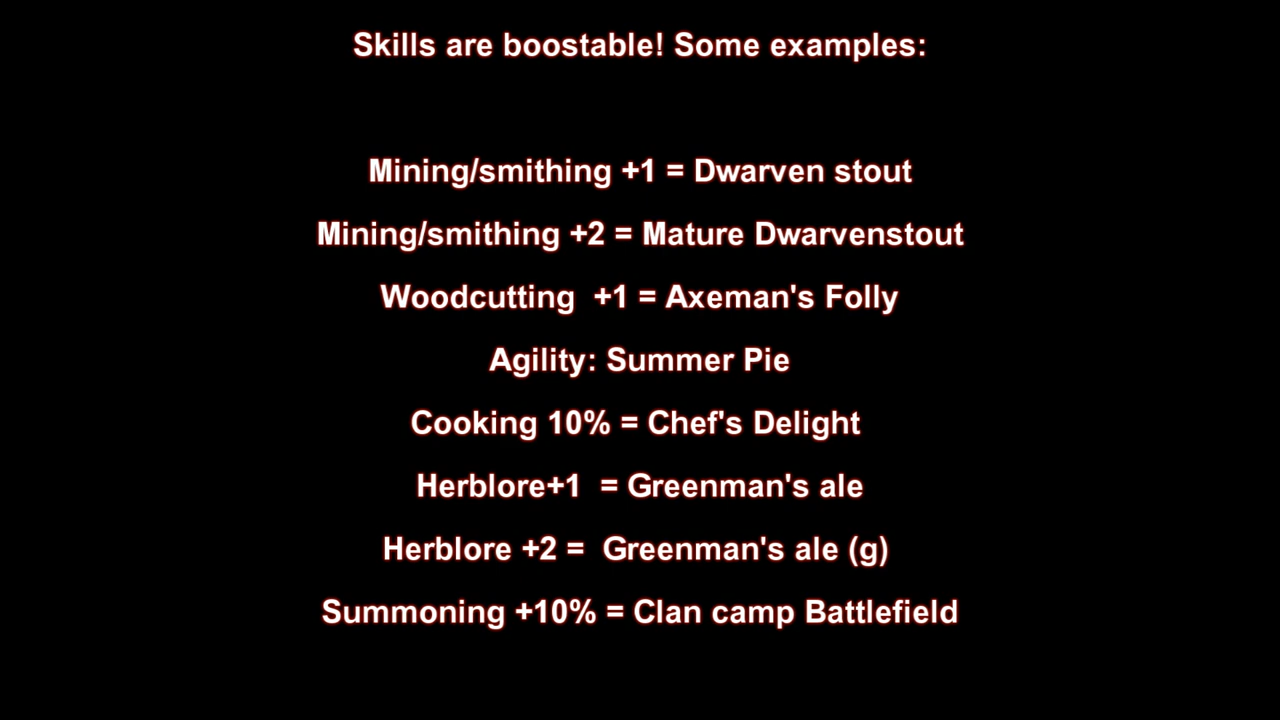 Skills are boostable! Some examples:
Mining/smithing +1 = Dwarven stout
Mining/smithing +2 = Mature Dwarvenstout
Woodcutting  +1 = Axeman's Folly
Agility: Summer Pie
Cooking 10% = Chef's Delight
Herblore+1  = Greenman's ale
Herblore +2 =  Greenman's ale (g)
Summoning +10% = Clan camp Battlefield